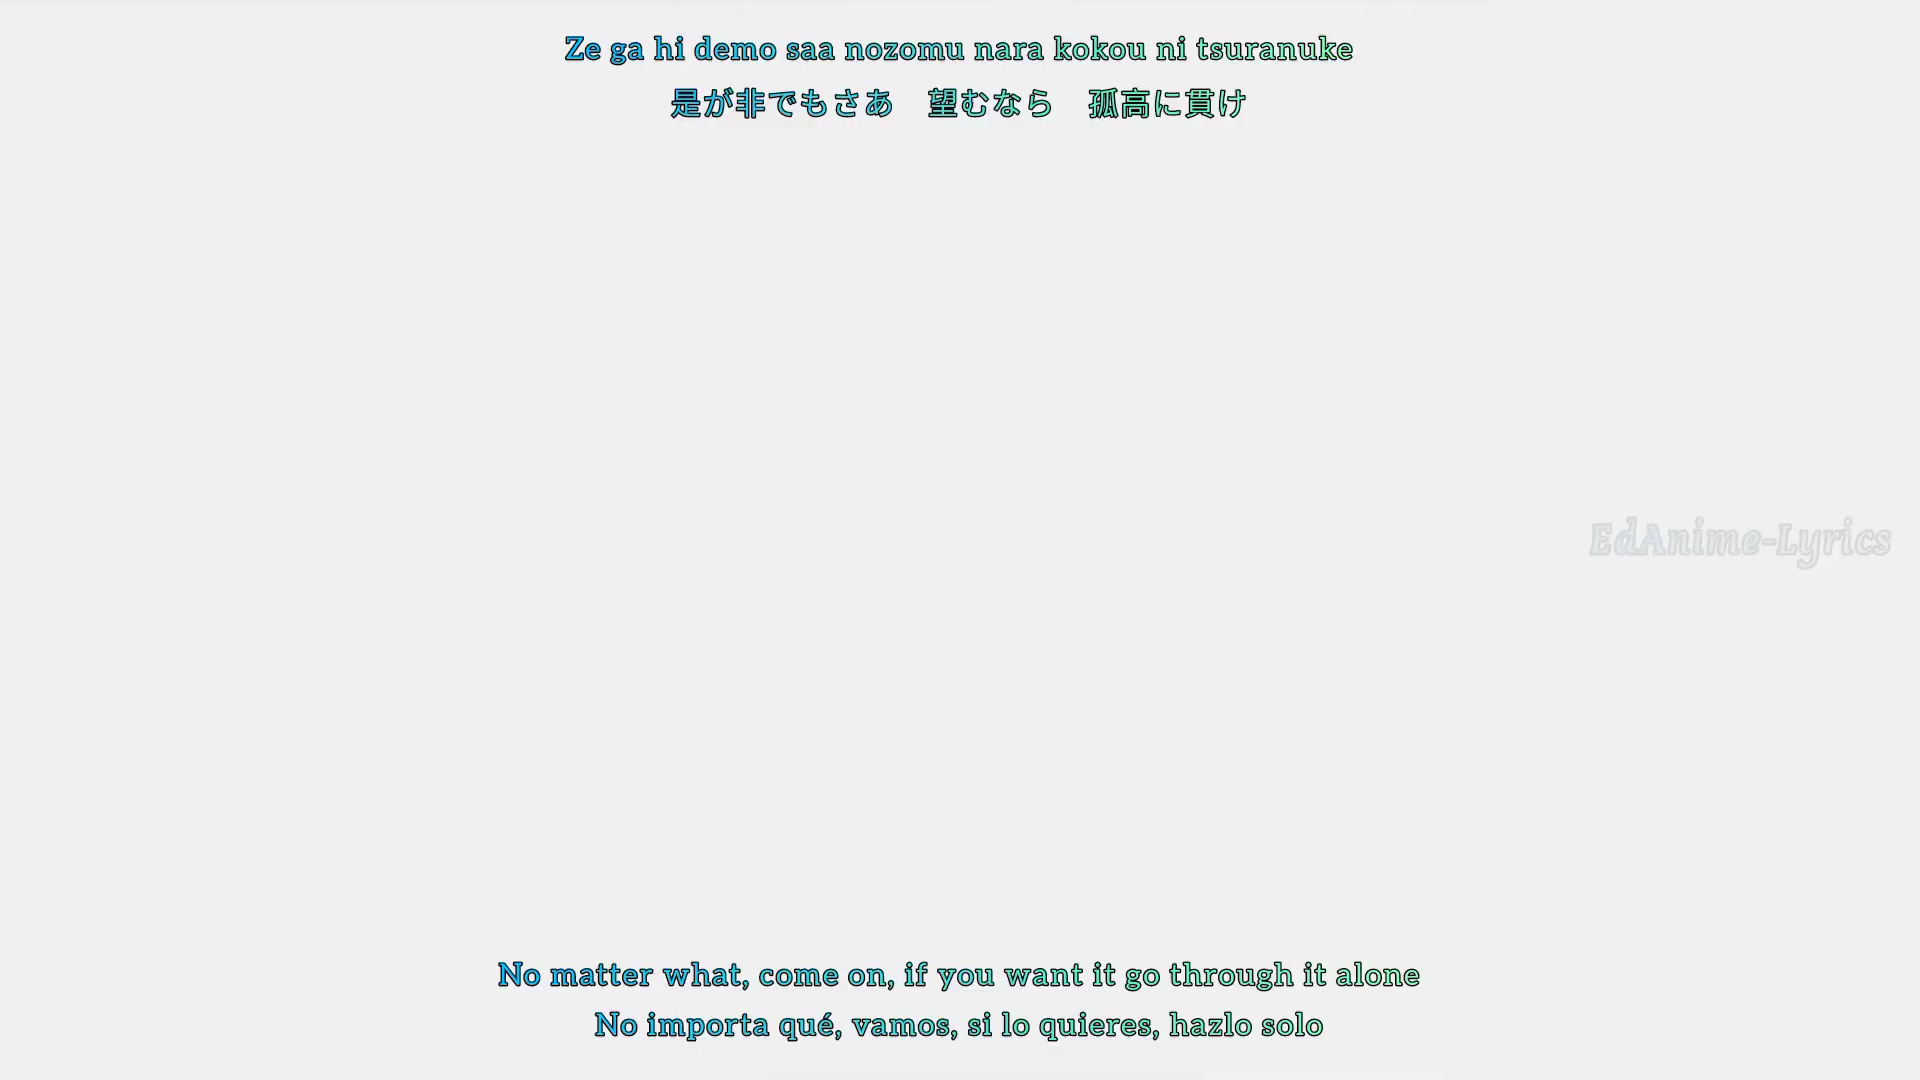 Ze ga hi demo saa nozomu nara kokou ni tsuranuke
是が非でもさあ　望むなら　孤高に貫け
EdAnime-Lyrics
No matter what, come on, if you want it go through it alone
No importa qué, vamos, si lo quieres, hazlo solo